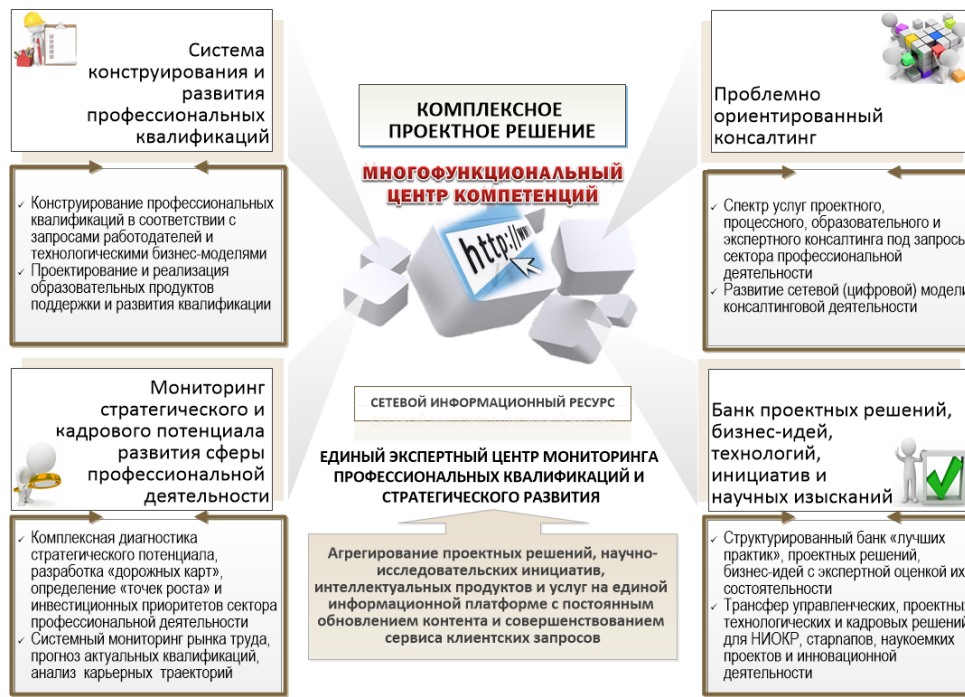 Система
конструирования и
развития
профессиональных
квалификаций
Конструирование профессиональных
квалификаций в соответствии с
запросами работодателей и
технологическими бизнес-моделями
Проектирование и реализация
образовательных продуктов
поддержки и развития квалификации
Мониторинг
стратегического и
кадрового потенциала
развития сферы
профессиональной
деятельности
Комплексная диагностика
стратегического потенциала,
разработка «дорожных карт»,
определение «точек роста» и
инвестиционных приоритетов сектора
профессиональной деятельности
Системный мониторинг рынка труда,
прогноз актуальных квалификаций,
анализ карьерных траекторий
КОМПЛЕКСНОЕ
ПРОЕКТНОЕ РЕШЕНИЕ
МНОГОФУНКЦИОНАЛЬНЫЙ
ЦЕНТР КОМПЕТЕНЦИЙ
http://ww
СЕТЕВОЙ ИНФОРМАЦИОННЫЙ РЕСУРС
ЕДИНЫЙ ЭКСПЕРТНЫЙ ЦЕНТР МОНИТОРИНГА
ПРОФЕССИОНАЛЬНЫХ КВАЛИФИКАЦИЙ И
СТРАТЕГИЧЕСКОГО РАЗВИТИЯ
Агрегирование проектных решений, научно-
исследовательских инициатив,
интеллектуальных продуктов и услуг на единой
информационной платформе с постоянным
обновлением контента и совершенствованием
сервиса клиентских запросов
Проблемно
ориентированный
консалтинг
Спектр услуг проектного,
процессного, образовательного и
экспертного консалтинга под запросы
сектора профессиональной
деятельности
Развитие сетевой (цифровой) модели
консалтинговой деятельности
Банк проектных решений,
бизнес-идей,
технологий,
инициатив и
научных изысканий
Структурированный банк «лучших
практик», проектных решений,
бизнес-идей с экспертной оценкой их
состоятельности
Трансфер управленческих, проектных
технологических и кадровых решений
для НИОКР, старпапов, наукоемких
проектов и инновационной
деятельности